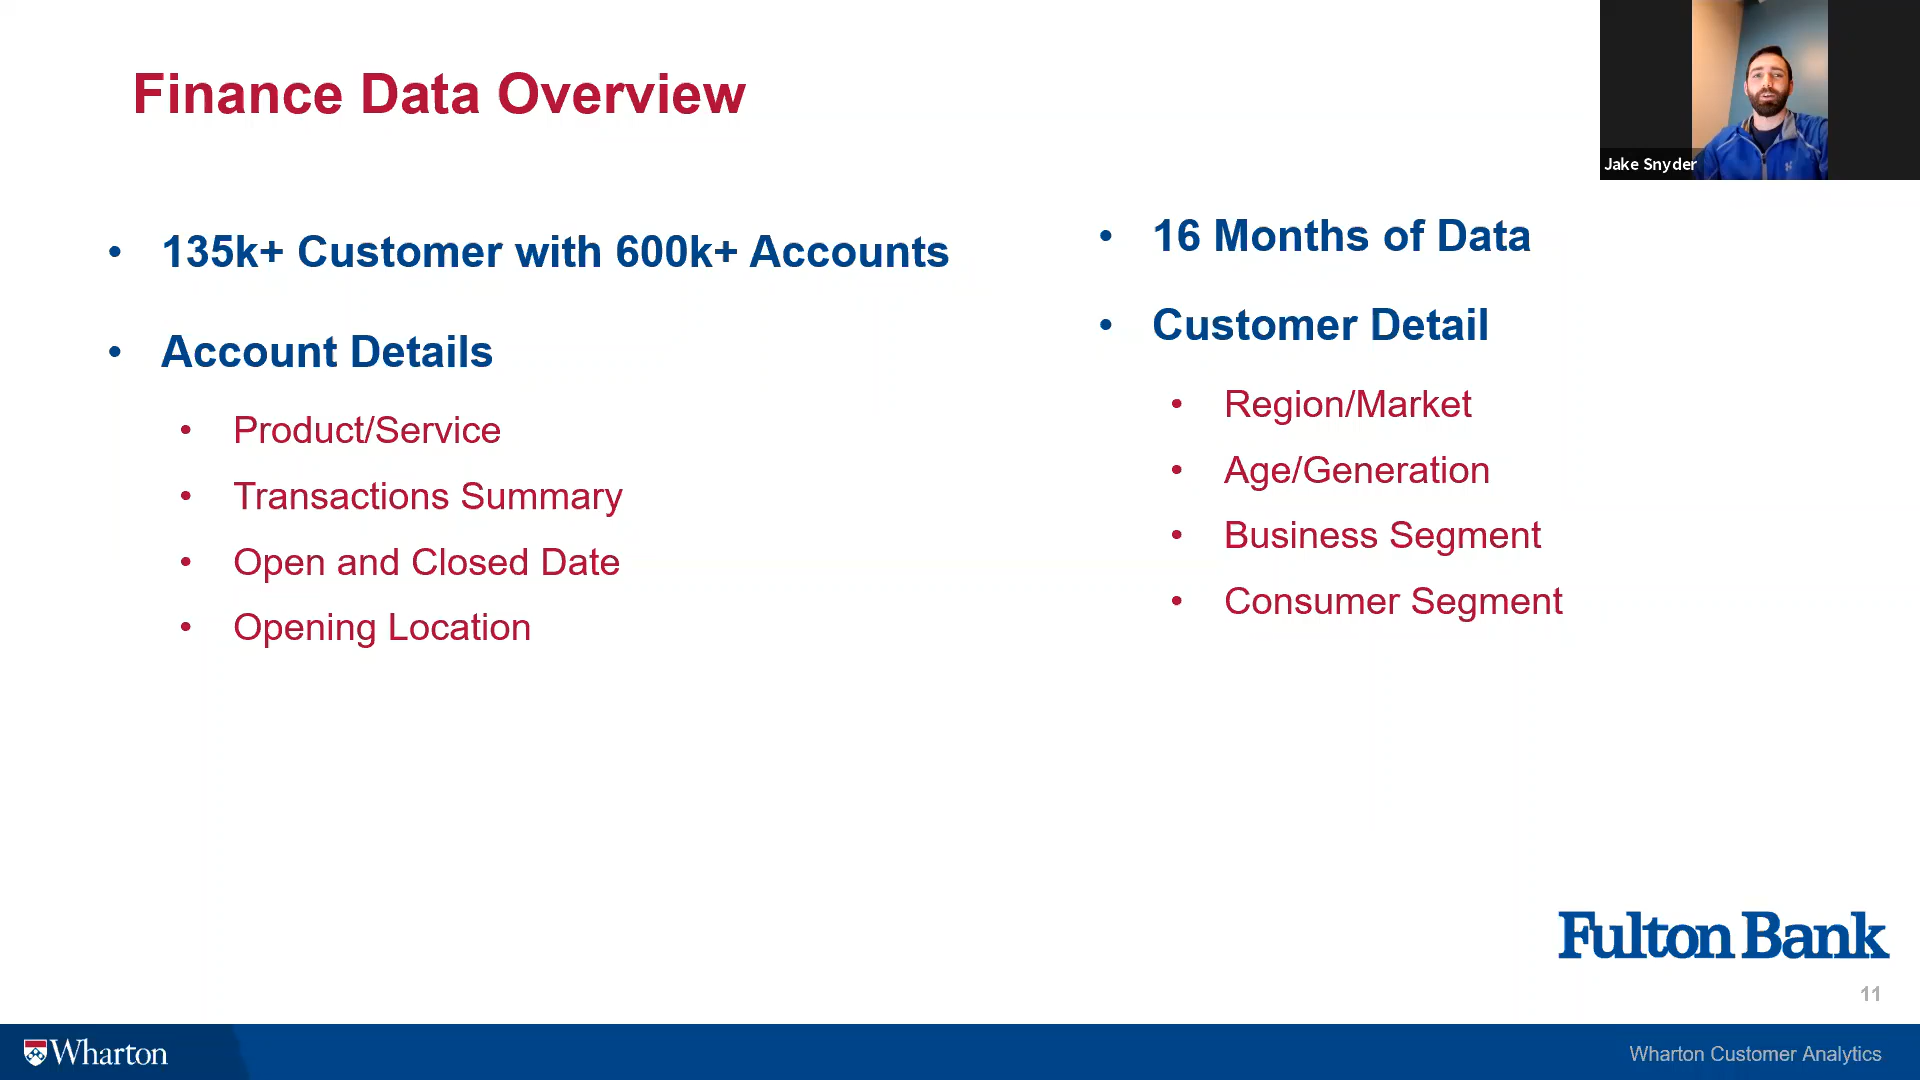 Finance Data Overview
Jake Snyder
• 135k+ Customer with 600k+ Accounts
• Account Details
• Product/Service
• Transactions Summary
• Open and Closed Date
• Opening Location
• 16 Months of Data
• Customer Detail
• Region/Market
• Age/Generation
• Business Segment
• Consumer Segment
Fulton Bank
11
Wharton
Wharton Customer Analytics